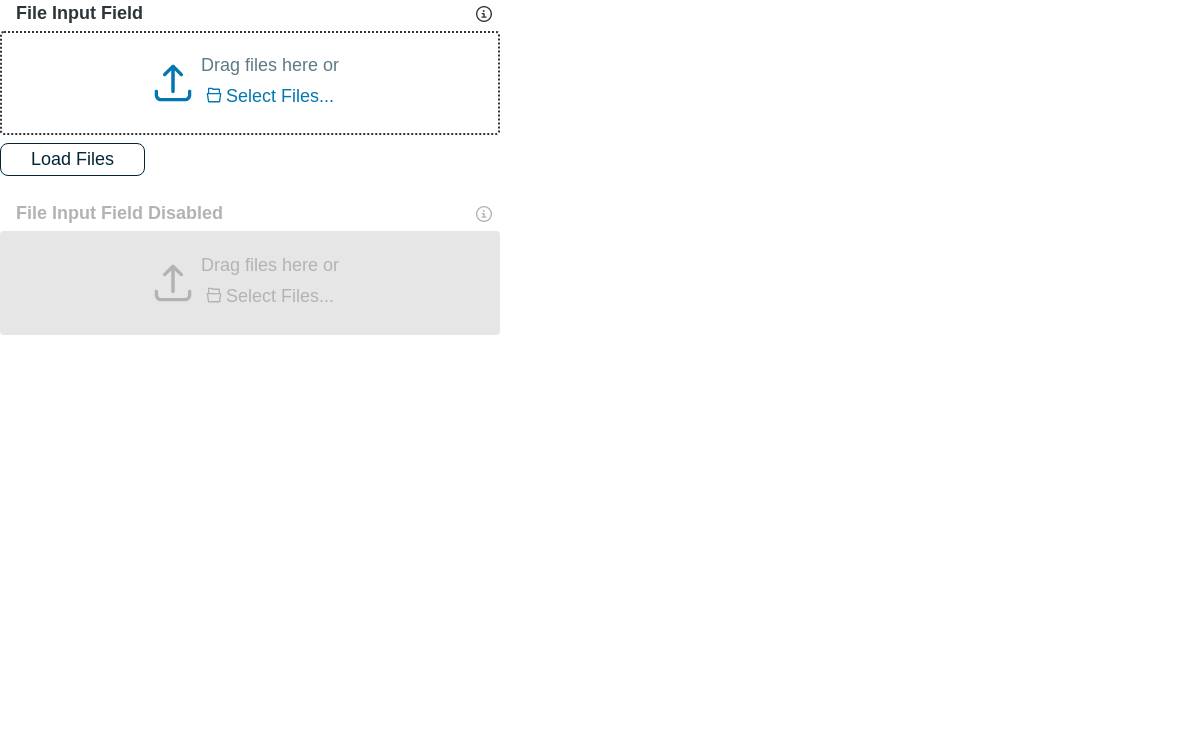 File Input Field
Drag files here or
Select Files...
Load Files
File Input Field Disabled
Drag files here or
Select Files...